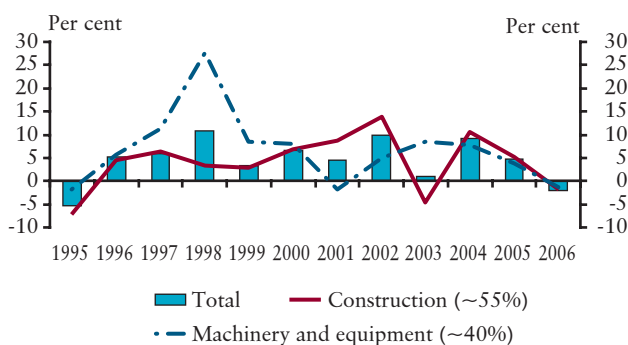 Per cent
Per cent
30 30
25 25
20 20
15 15
10 10
5 5
0 0
-5 -5
-10 -10
1995 1996 1997 1998 1999 2000 2001 2002 2003 2004 2005 2006
Total Construction (~55%)
Machinery and equipment (~40%)